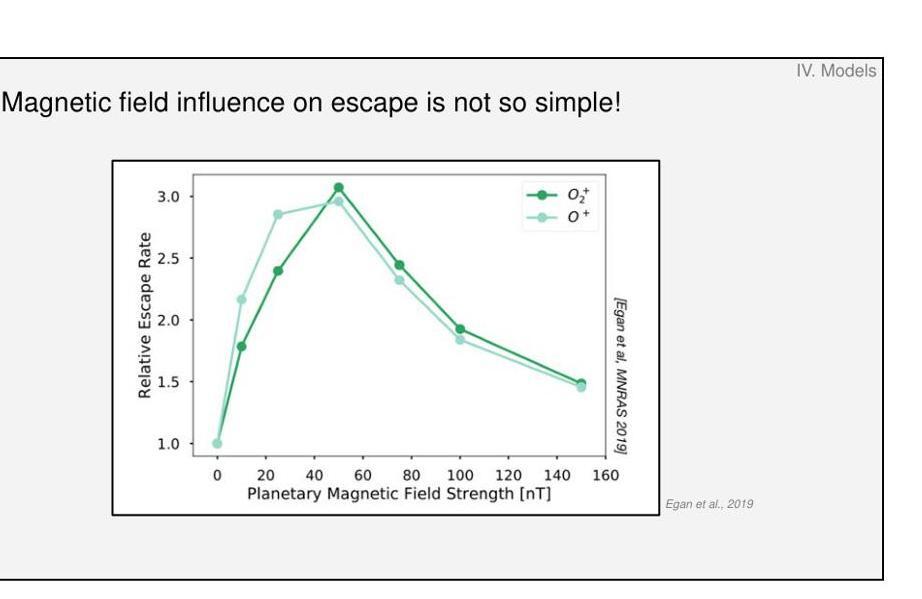 IV. Models
Magnetic field influence on escape is not so simple!
3.0
2.5
2.0
1.5
1.0
Relative Escape Rate
O₂⁺
O⁺
0 20 40 60 80 100 120 140 160
Planetary Magnetic Field Strength [nT]
[Egan et al, MNRAS 2019]
Egan et al., 2019